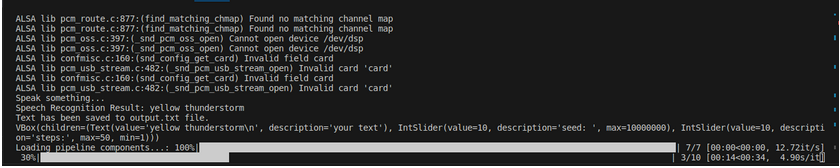 ALSA lib pcm_route.c:877:(find_matching_chmap) Found no matching channel map
ALSA lib pcm_route.c:877:(find_matching_chmap) Found no matching channel map
ALSA lib pcm_oss.c:397:(_snd_pcm_oss_open) Cannot open device /dev/dsp
ALSA lib pcm_oss.c:397:(_snd_pcm_oss_open) Cannot open device /dev/dsp
ALSA lib confmisc.c:160:(snd_config_get_card) Invalid field card
ALSA lib pcm_usb_stream.c:482:(_snd_pcm_usb_stream_open) Invalid card 'card'
ALSA lib confmisc.c:160:(snd_config_get_card) Invalid field card
ALSA lib pcm_usb_stream.c:482:(_snd_pcm_usb_stream_open) Invalid card 'card'
Speak something...
Speech Recognition Result: yellow thunderstorm
Text has been saved to output.txt file.
VBox(children=(Text(value='yellow thunderstorm\n', description='your text'), IntSlider(value=10, description='seed: ', max=10000000), IntSlider(value=10, descripti
on='steps:', max=50, min=1)))
Loading pipeline components...: 100%| | 7/7 [00:00<00:00, 12.72it/s]
30%| | 3/10 [00:14<00:34, 4.90s/it]